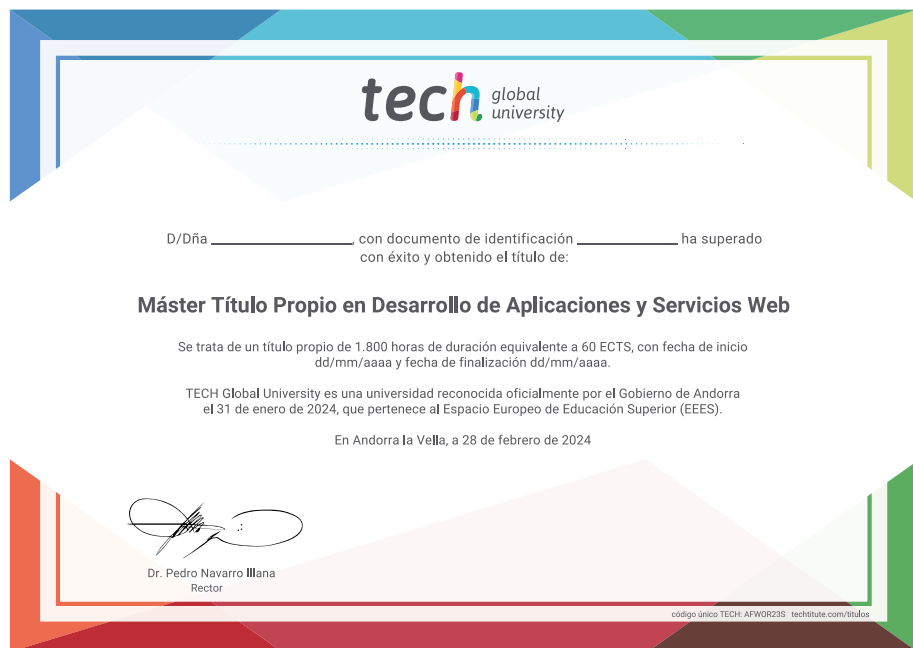 tech global university
D/Dña ______________, con documento de identificación ______________ ha superado
con éxito y obtenido el título de:
Máster Título Propio en Desarrollo de Aplicaciones y Servicios Web
Se trata de un título propio de 1.800 horas de duración equivalente a 60 ECTS, con fecha de inicio
dd/mm/aaaa y fecha de finalización dd/mm/aaaa.
TECH Global University es una universidad reconocida oficialmente por el Gobierno de Andorra
el 31 de enero de 2024, que pertenece al Espacio Europeo de Educación Superior (EEES).
En Andorra la Vella, a 28 de febrero de 2024
Dr. Pedro Navarro Illana
Rector
código único TECH: AFWOR23S techtitute.com/titulos